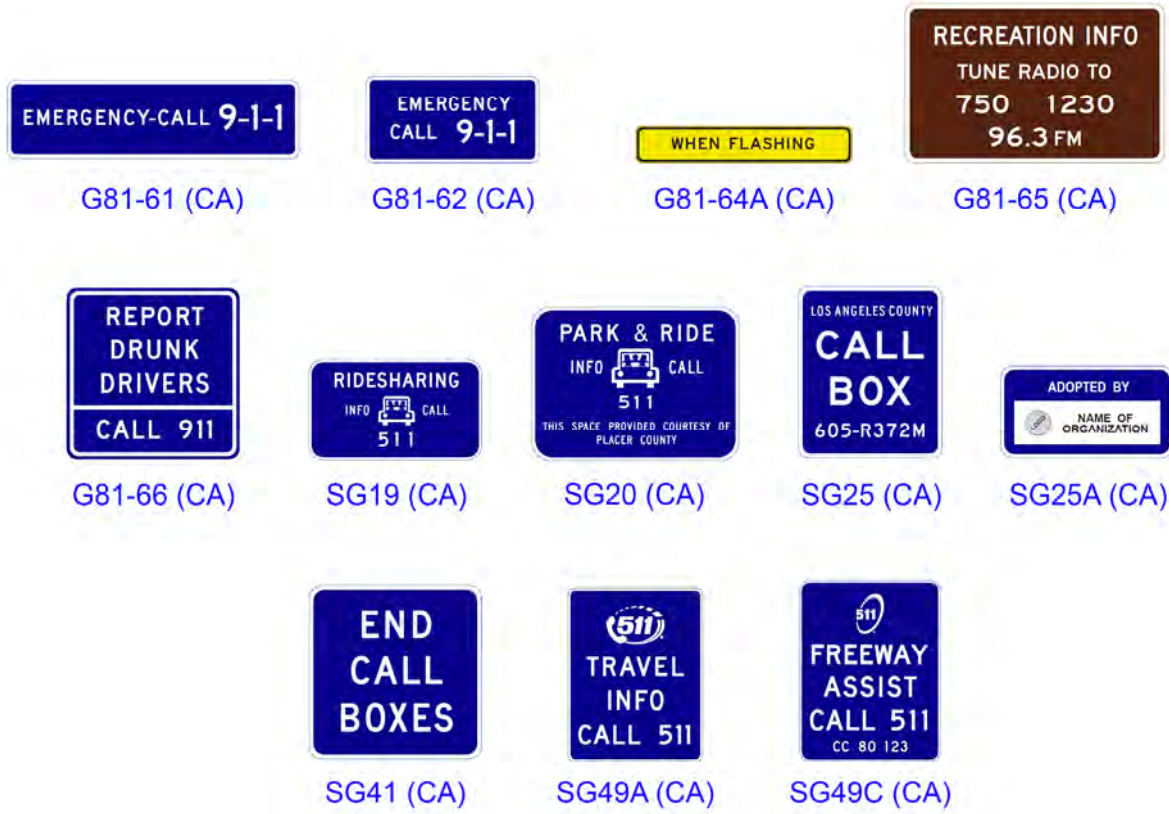 EMERGENCY-CALL 9-1-1
G81-61 (CA)
EMERGENCY
CALL 9-1-1
G81-62 (CA)
WHEN FLASHING
G81-64A (CA)
RECREATION INFO
TUNE RADIO TO
750 1230
96.3 FM
G81-65 (CA)
REPORT
DRUNK
DRIVERS
CALL 911
G81-66 (CA)
RIDESHARING
INFO CALL
511
SG19 (CA)
PARK & RIDE
INFO CALL
511
THIS SPACE PROVIDED COURTESY OF
PLACER COUNTY
SG20 (CA)
LOS ANGELES COUNTY
CALL
BOX
605-R372M
SG25 (CA)
ADOPTED BY
NAME OF
ORGANIZATION
SG25A (CA)
END
CALL
BOXES
SG41 (CA)
511
TRAVEL
INFO
CALL 511
SG49A (CA)
511
FREEWAY
ASSIST
CALL 511
CC 80 123
SG49C (CA)